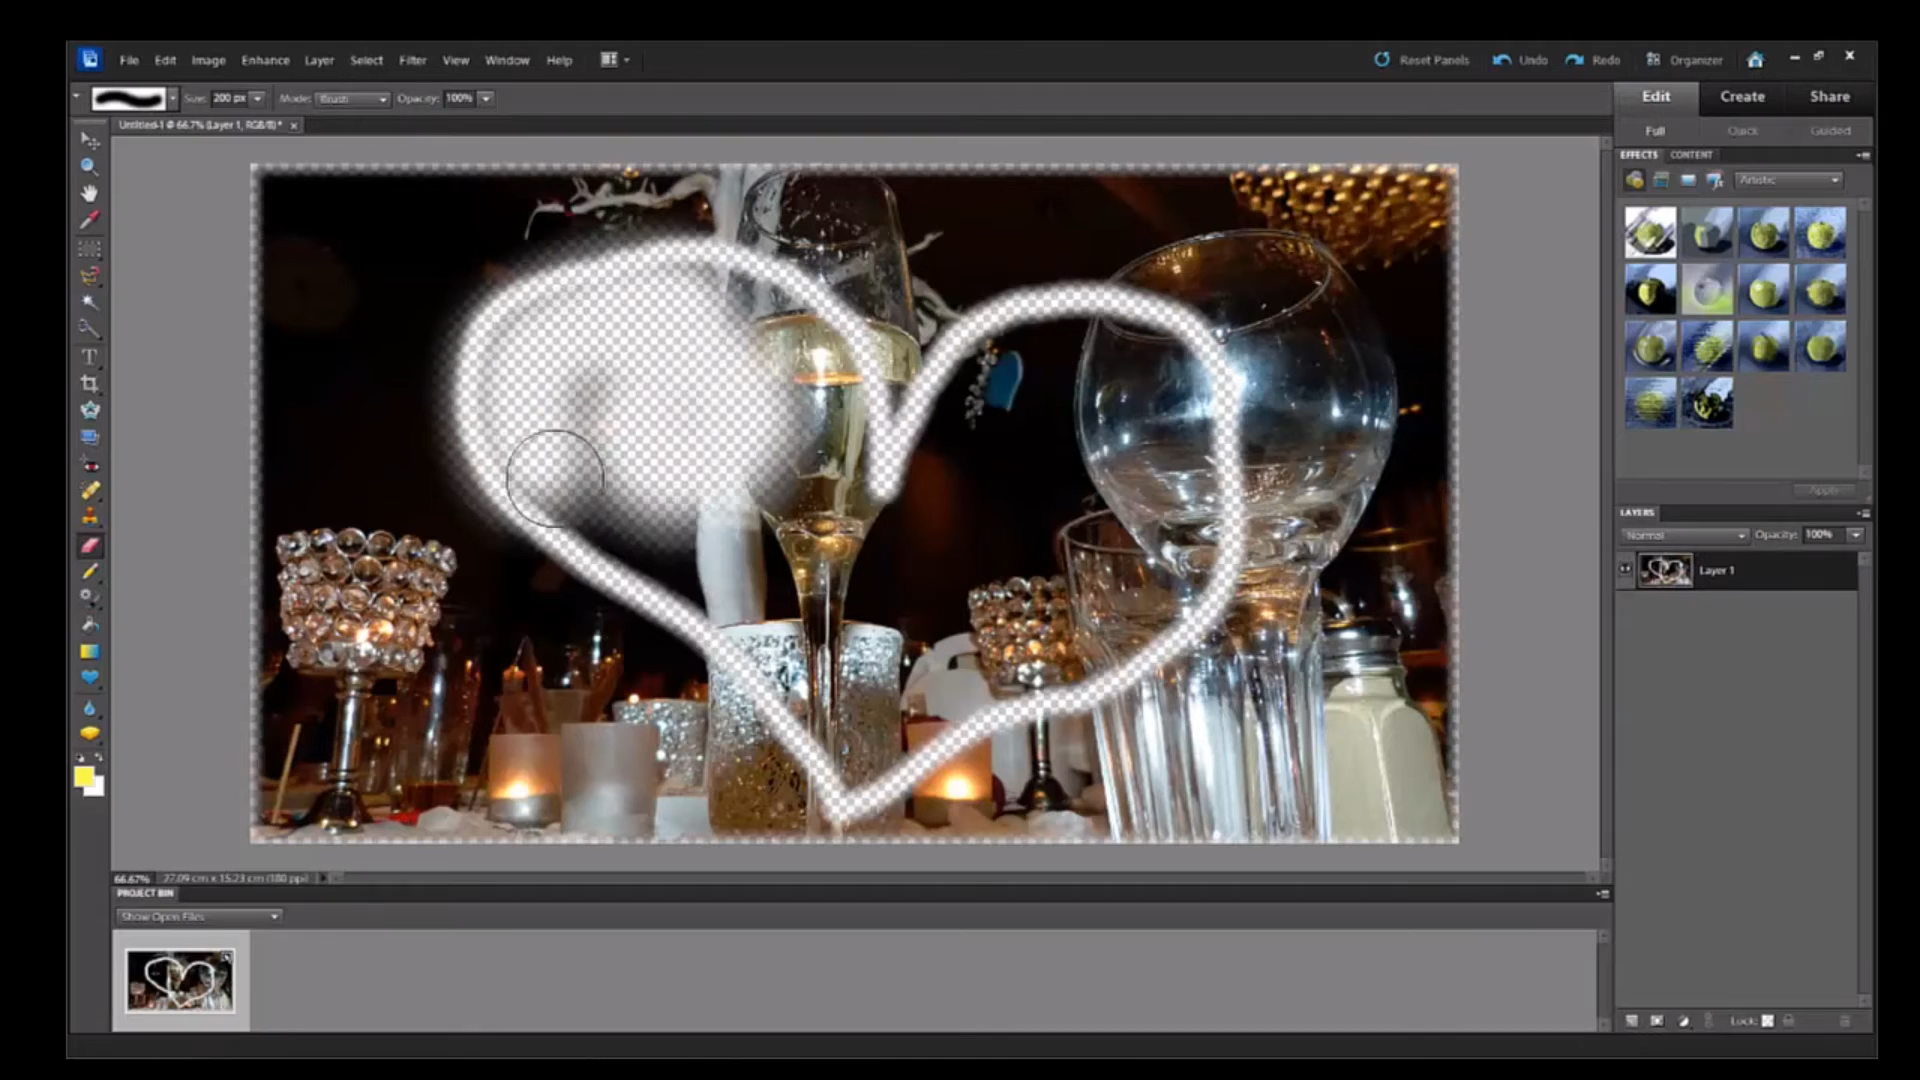 File Edit Image Enhance Layer Select Filter View Window Help
Reset Panels Undo Redo Organizer
Size: 200 px Mode: Brush Opacity: 100%
Edit Create Share
Untitled-1 @ 66.7% (Layer 1, RGB/8) *
Full Quick Guided
EFFECTS CONTENT
Artistic
Apply
LAYERS
Normal Opacity: 100%
Layer 1
66.67% 27.09 cm x 15.23 cm (180 ppi)
PROJECT BIN
Show Open Files
Lock: